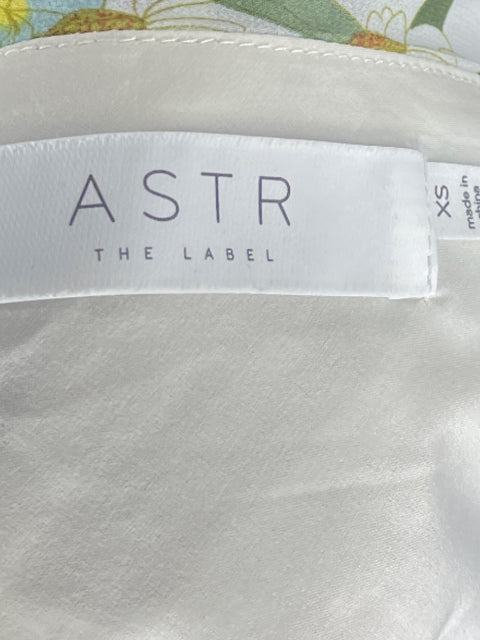 ASTR
THE LABEL
XS
made in
china